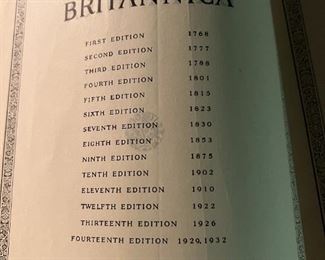 BRITANNICA
FIRST EDITION 1768
SECOND EDITION 1777
THIRD EDITION 1788
FOURTH EDITION 1801
FIFTH EDITION 1815
SIXTH EDITION 1823
SEVENTH EDITION 1830
EIGHTH EDITION 1853
NINTH EDITION 1875
TENTH EDITION 1902
ELEVENTH EDITION 1910
TWELFTH EDITION 1922
THIRTEENTH EDITION 1926
FOURTEENTH EDITION 1929, 1932